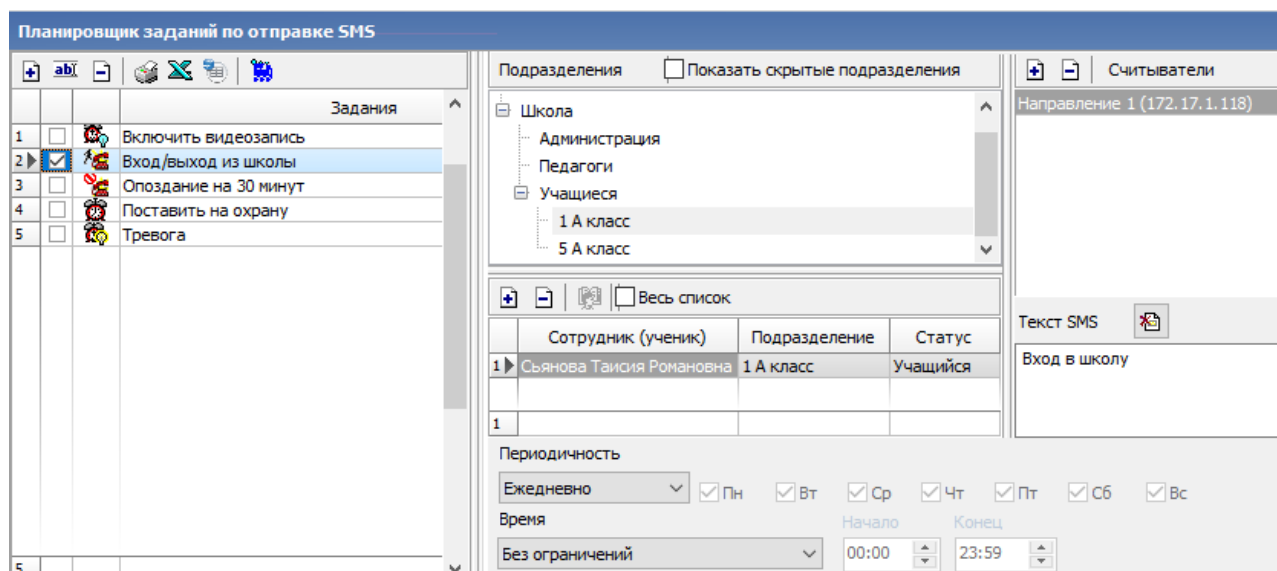 Планировщик заданий по отправке SMS
abI
Задания
1 Включить видеозапись
2 Вход/выход из школы
3 Опоздание на 30 минут
4 Поставить на охрану
5 Тревога
5
Подразделения Показать скрытые подразделения
Школа
Администрация
Педагоги
Учащиеся
1 А класс
5 А класс
Весь список
Сотрудник (ученик) Подразделение Статус
1 Сьянова Таисия Романовна 1 А класс Учащийся
1
Считыватели
Направление 1 (172.17.1.118)
Текст SMS
Вход в школу
Периодичность
Ежедневно Пн Вт Ср Чт Пт Сб Вс
Время Начало Конец
Без ограничений 00:00 23:59